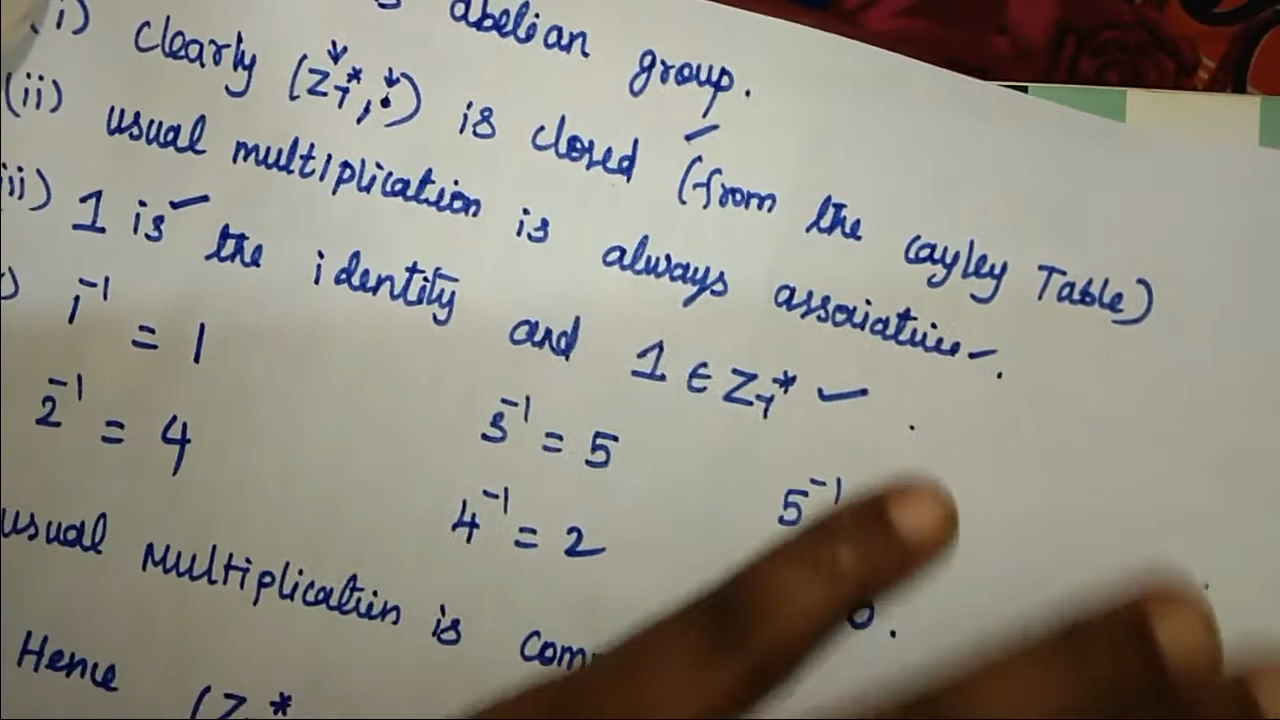 abelian group.
(i) clearly (Z₇*, ·) is closed (from the Cayley Table)
(ii) usual multiplication is always associative.
iii) 1 is the identity and 1 ∈ Z₇*
1⁻¹ = 1 3⁻¹ = 5 5⁻¹
2⁻¹ = 4 4⁻¹ = 2
usual Multiplication is com
Hence (Z *